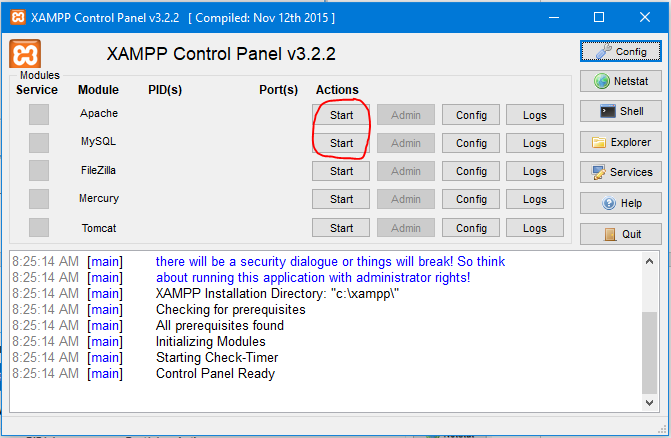 XAMPP Control Panel v3.2.2 [ Compiled: Nov 12th 2015 ]
XAMPP Control Panel v3.2.2
Config
Modules
Service Module PID(s) Port(s) Actions
Netstat
Apache Start Admin Config Logs
Shell
MySQL Start Admin Config Logs
Explorer
FileZilla Start Admin Config Logs
Services
Mercury Start Admin Config Logs
Help
Tomcat Start Admin Config Logs
Quit
8:25:14 AM [main] there will be a security dialogue or things will break! So think
8:25:14 AM [main] about running this application with administrator rights!
8:25:14 AM [main] XAMPP Installation Directory: "c:\xampp\"
8:25:14 AM [main] Checking for prerequisites
8:25:14 AM [main] All prerequisites found
8:25:14 AM [main] Initializing Modules
8:25:14 AM [main] Starting Check-Timer
8:25:14 AM [main] Control Panel Ready